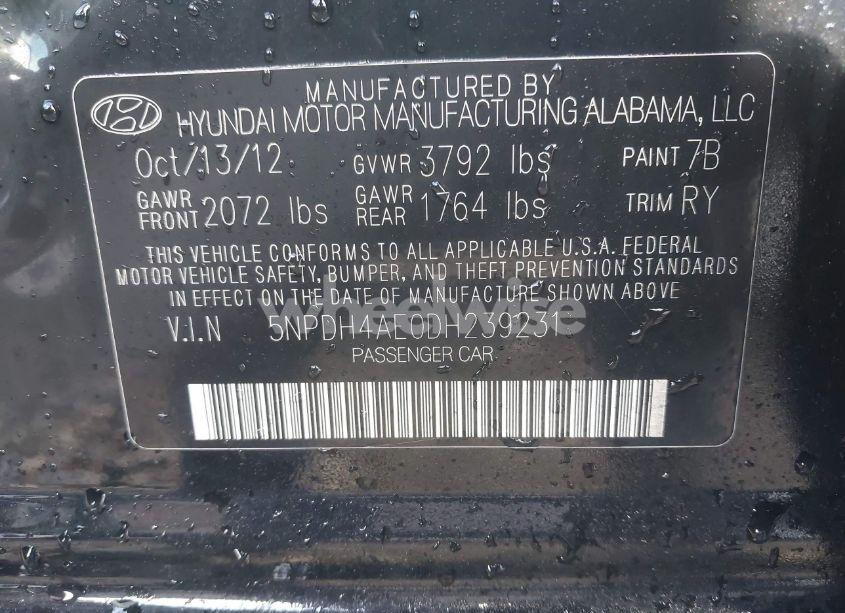 MANUFACTURED BY
HYUNDAI MOTOR MANUFACTURING ALABAMA, LLC
Oct/13/12 GVWR 3792 lbs PAINT 7B
GAWR FRONT 2072 lbs GAWR REAR 1764 lbs TRIM RY
THIS VEHICLE CONFORMS TO ALL APPLICABLE U.S.A. FEDERAL
MOTOR VEHICLE SAFETY, BUMPER, AND THEFT PREVENTION STANDARDS
IN EFFECT ON THE DATE OF MANUFACTURE SHOWN ABOVE
wheelwise
V.I.N 5NPDH4AE0DH239231
PASSENGER CAR